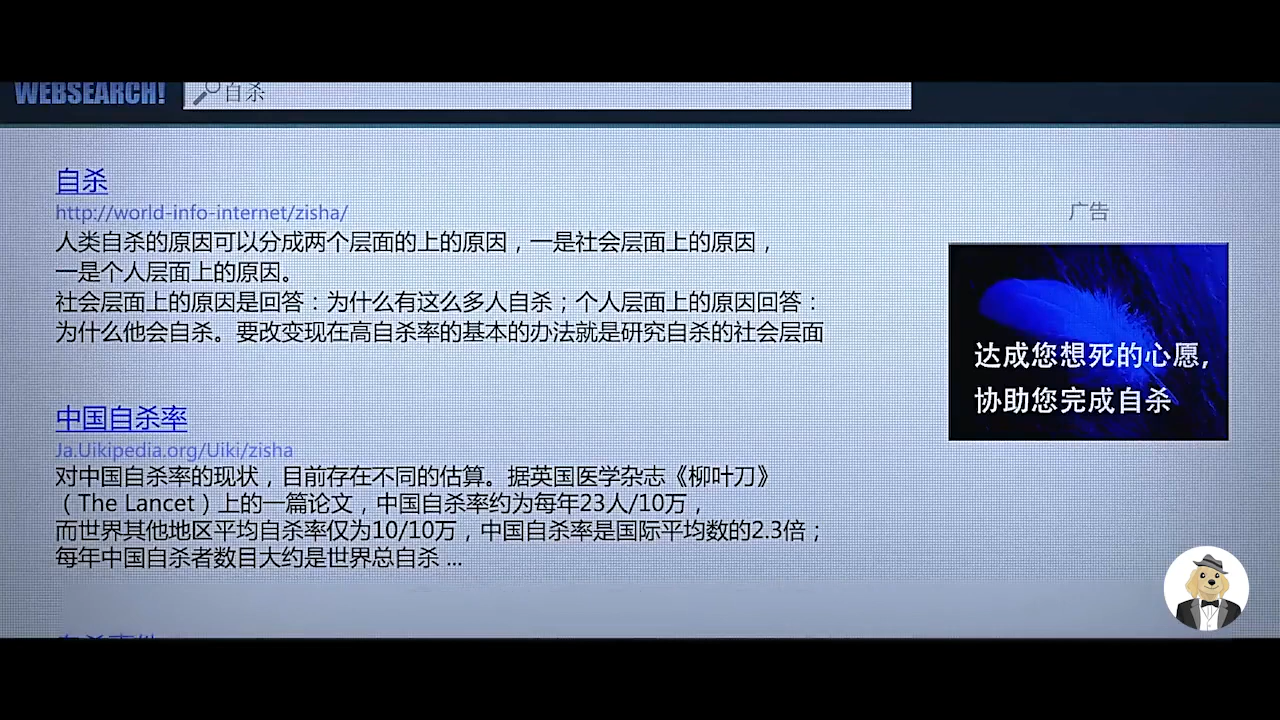 WEBSEARCH!
自杀
自杀
http://world-info-internet/zisha/
人类自杀的原因可以分成两个层面的上的原因，一是社会层面上的原因，
一是个人层面上的原因。
社会层面上的原因是回答：为什么有这么多人自杀；个人层面上的原因回答：
为什么他会自杀。要改变现在高自杀率的基本的办法就是研究自杀的社会层面
中国自杀率
Ja.Uikipedia.org/Uiki/zisha
对中国自杀率的现状，目前存在不同的估算。据英国医学杂志《柳叶刀》
（The Lancet）上的一篇论文，中国自杀率约为每年23人/10万，
而世界其他地区平均自杀率仅为10/10万，中国自杀率是国际平均数的2.3倍；
每年中国自杀者数目大约是世界总自杀 ...
广告
达成您想死的心愿,
协助您完成自杀